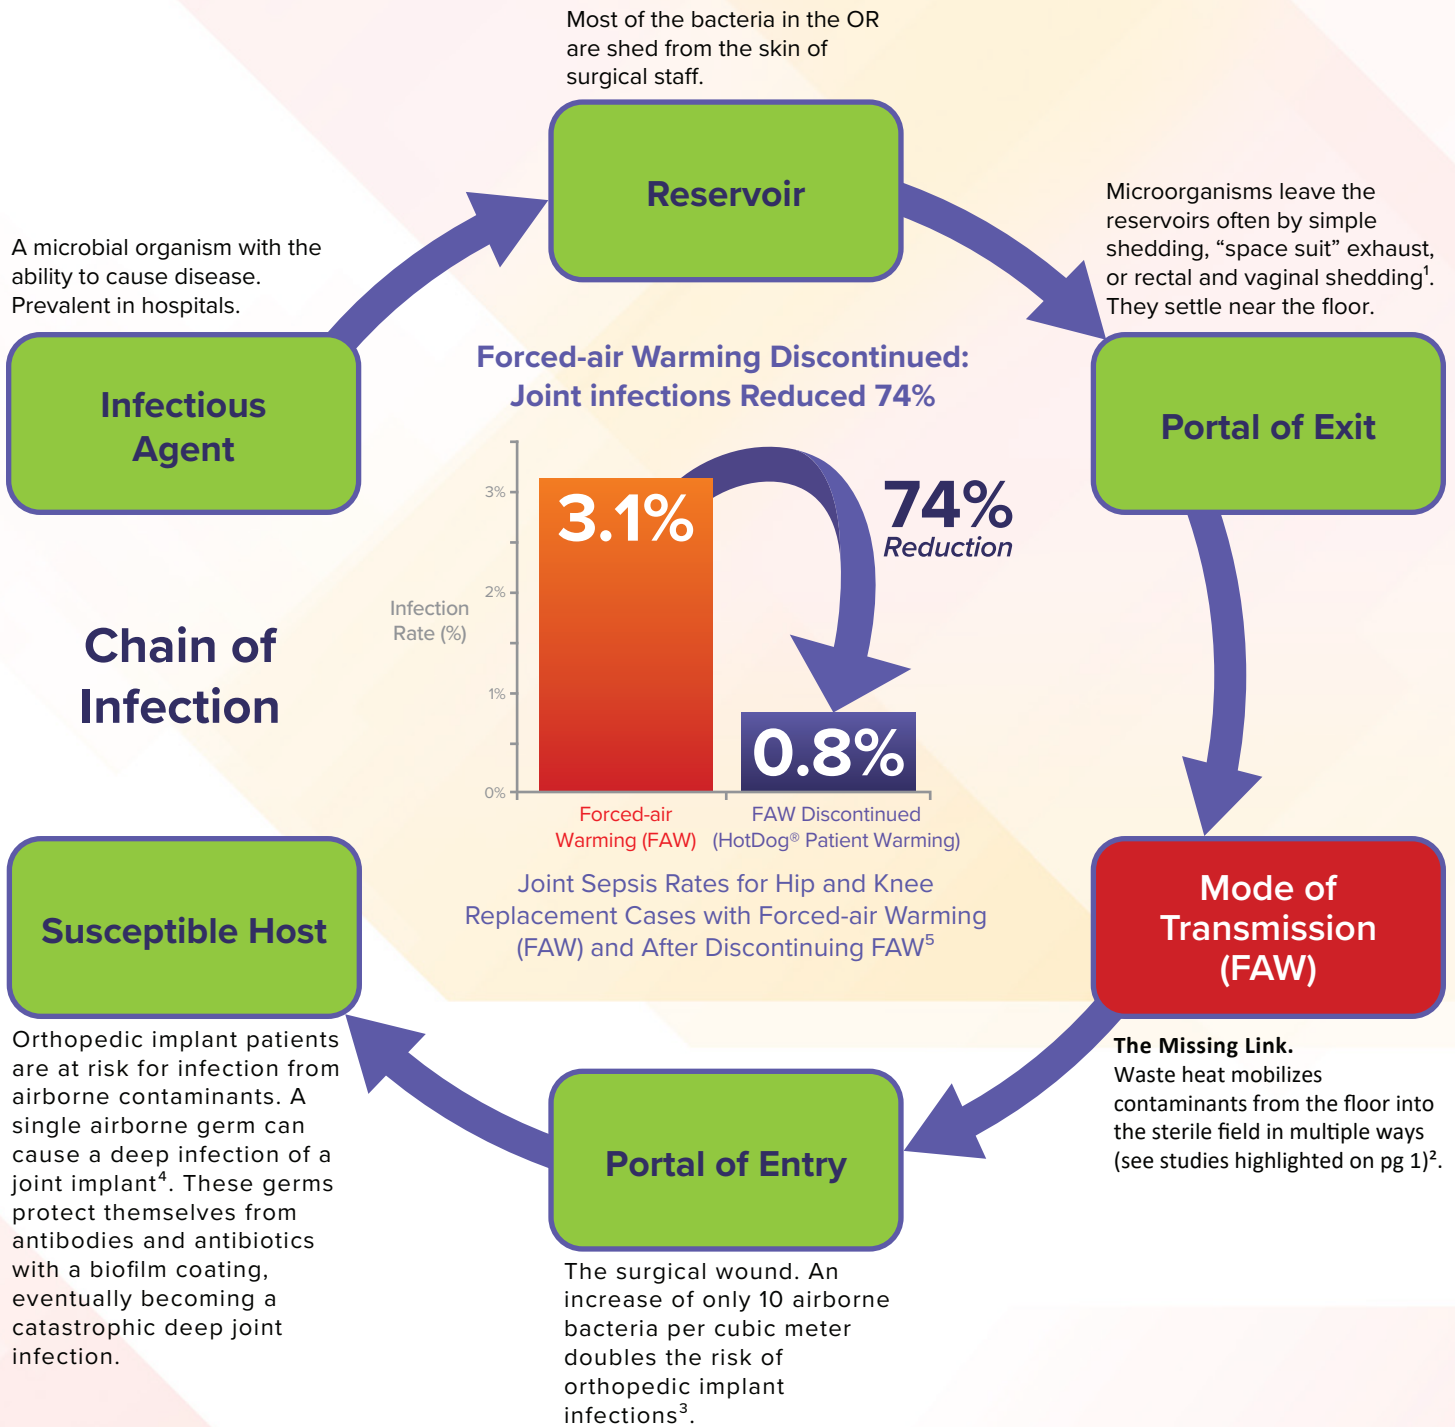 Most of the bacteria in the OR
are shed from the skin of
surgical staff.
Reservoir
Microorganisms leave the
reservoirs often by simple
shedding, “space suit” exhaust,
or rectal and vaginal shedding¹.
They settle near the floor.
A microbial organism with the
ability to cause disease.
Prevalent in hospitals.
Infectious
Agent
Portal of Exit
Forced-air Warming Discontinued:
Joint infections Reduced 74%
3%
2%
1%
0%
Infection
Rate (%)
3.1%
74%
Reduction
0.8%
Forced-air
Warming (FAW)
FAW Discontinued
(HotDog® Patient Warming)
Joint Sepsis Rates for Hip and Knee
Replacement Cases with Forced-air Warming
(FAW) and After Discontinuing FAW⁵
Chain of
Infection
Susceptible Host
Orthopedic implant patients
are at risk for infection from
airborne contaminants. A
single airborne germ can
cause a deep infection of a
joint implant⁴. These germs
protect themselves from
antibodies and antibiotics
with a biofilm coating,
eventually becoming a
catastrophic deep joint
infection.
Mode of
Transmission
(FAW)
The Missing Link.
Waste heat mobilizes
contaminants from the floor into
the sterile field in multiple ways
(see studies highlighted on pg 1)².
Portal of Entry
The surgical wound. An
increase of only 10 airborne
bacteria per cubic meter
doubles the risk of
orthopedic implant
infections³.